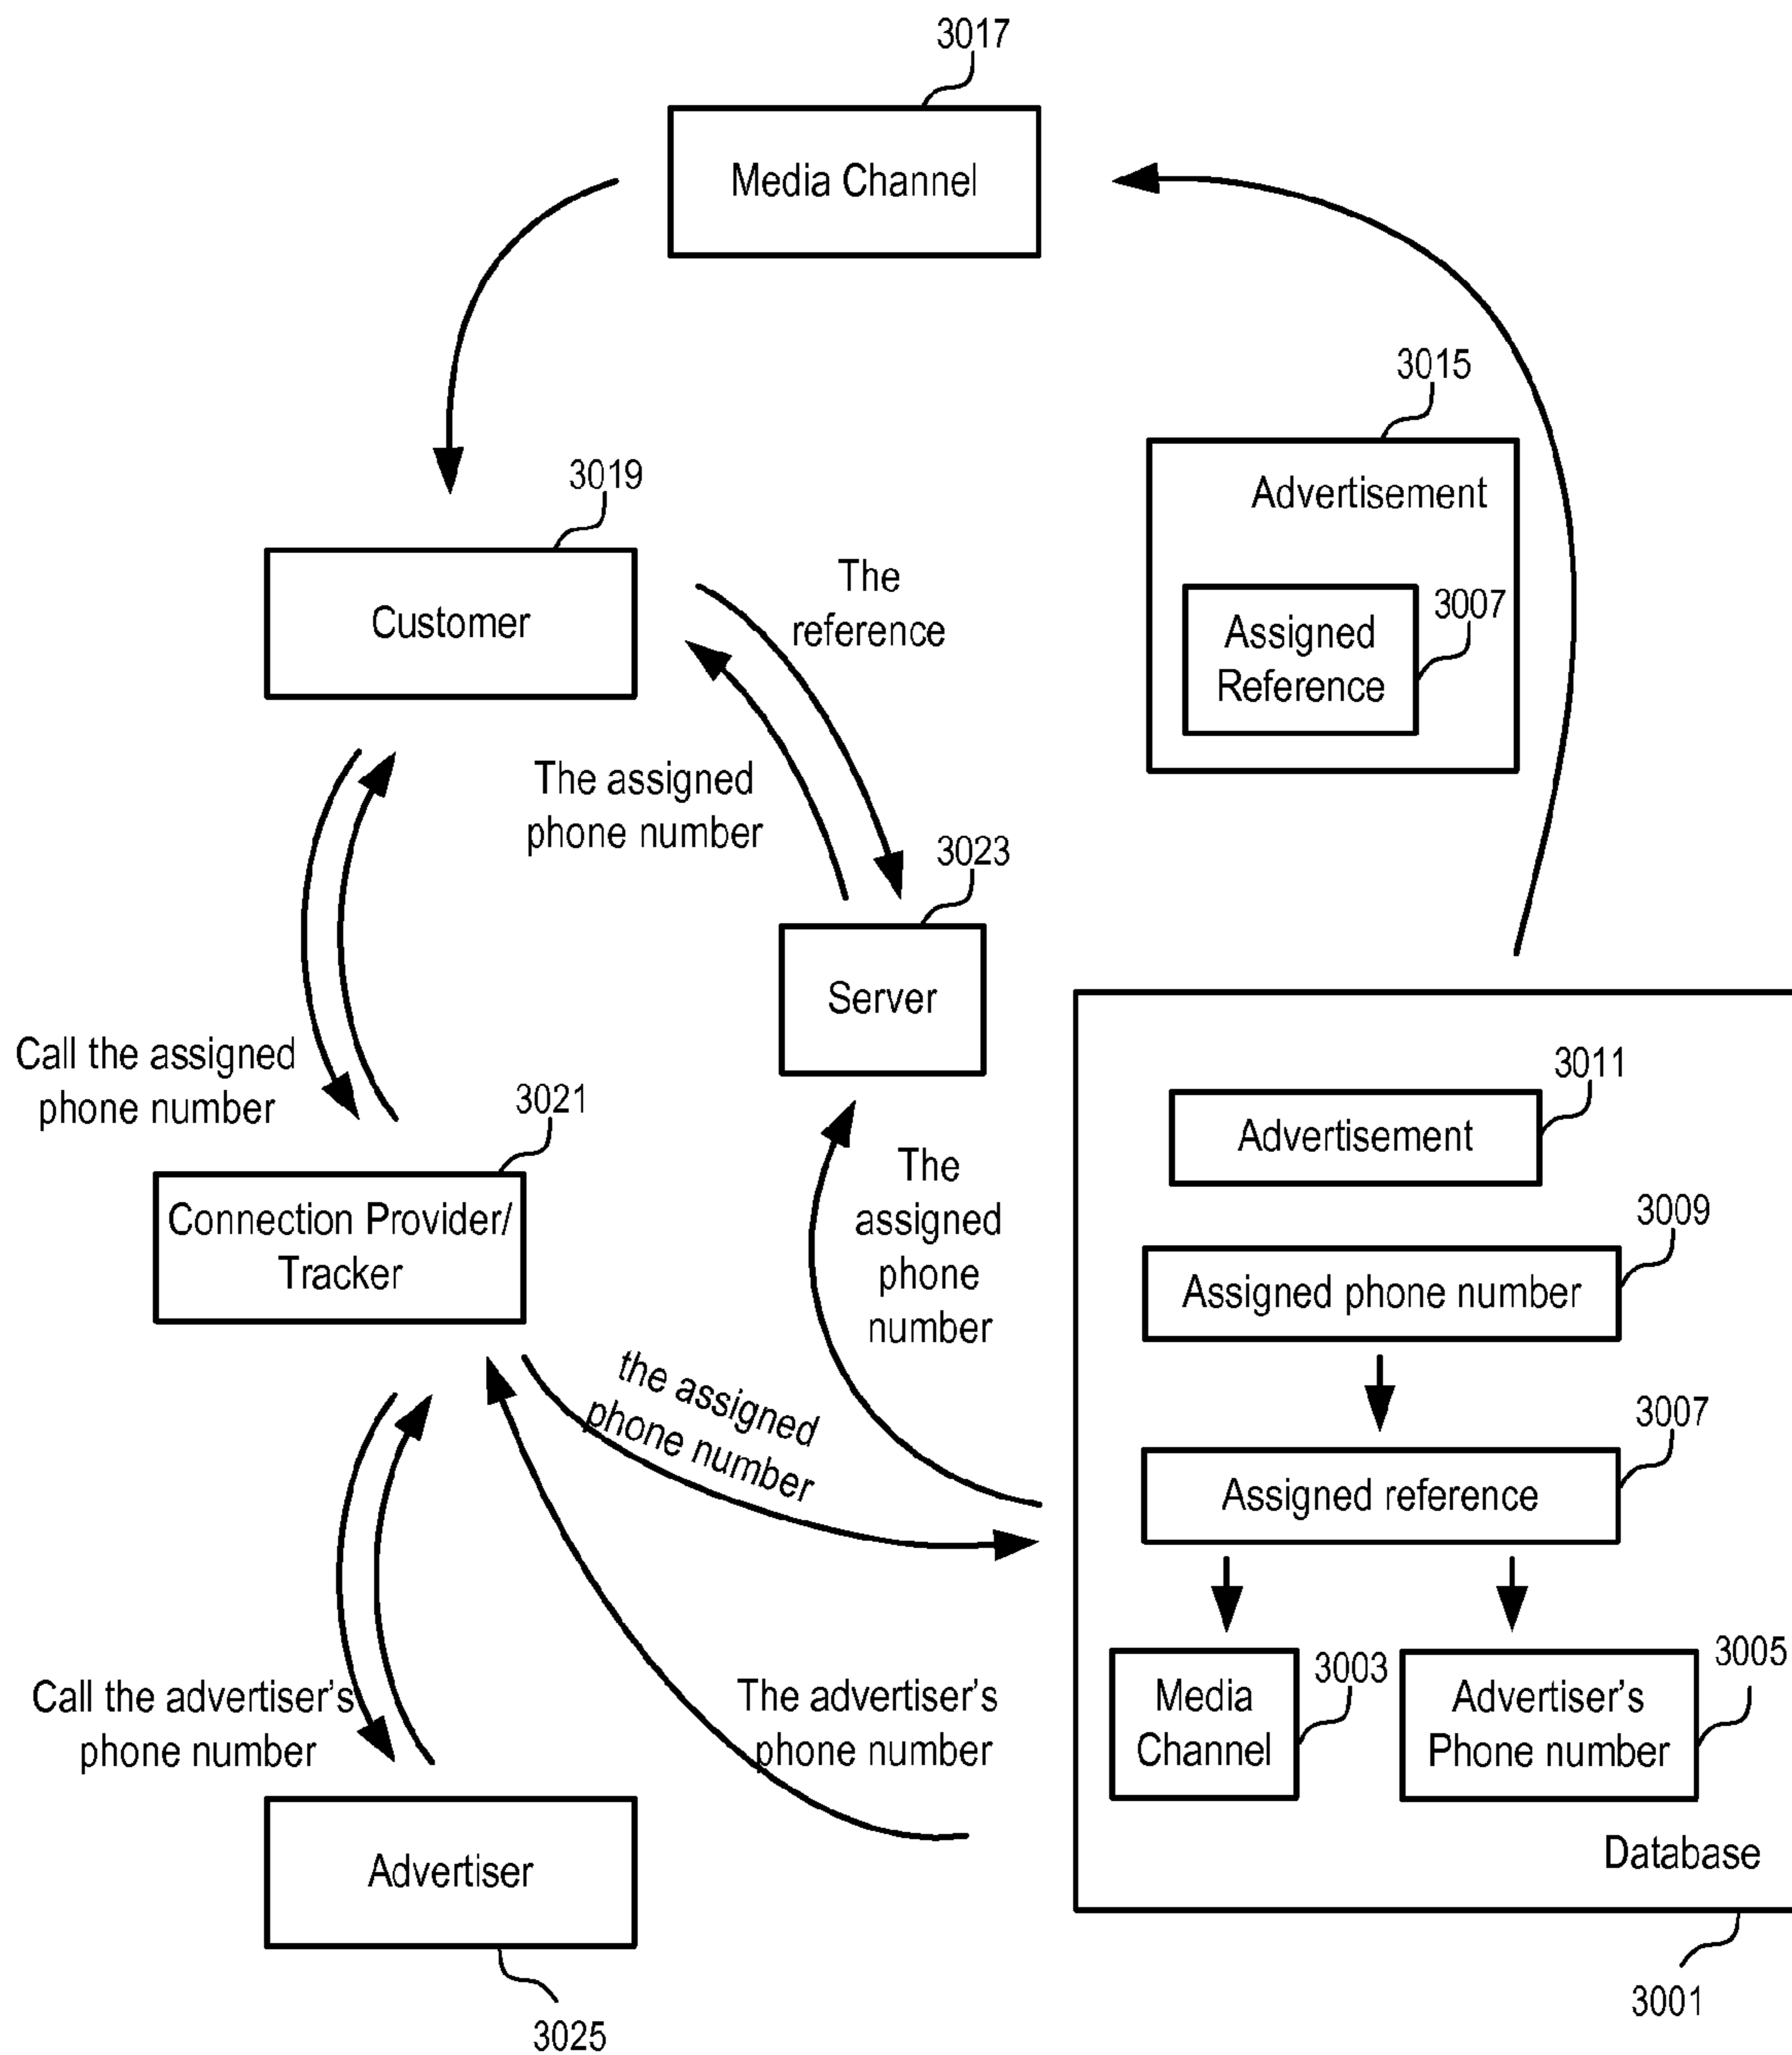 3017
Media Channel
3015
Advertisement
3007
Assigned
Reference
3019
Customer
The
reference
The assigned
phone number
3023
Server
Call the assigned
phone number
3021
Connection Provider/
Tracker
The
assigned
phone
number
the assigned
phone number
3011
Advertisement
3009
Assigned phone number
3007
Assigned reference
3003
Media
Channel
3005
Advertiser's
Phone number
Database
3001
Call the advertiser's
phone number
The advertiser's
phone number
Advertiser
3025